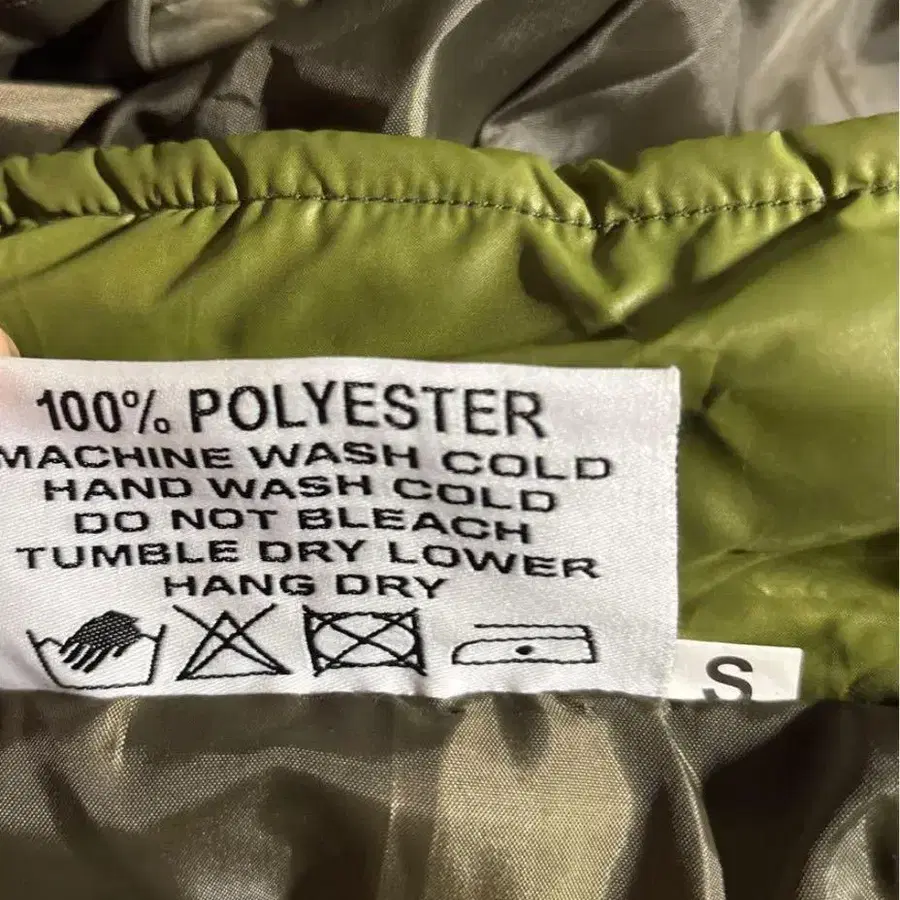 100% POLYESTER
MACHINE WASH COLD
HAND WASH COLD
DO NOT BLEACH
TUMBLE DRY LOWER
HANG DRY
S